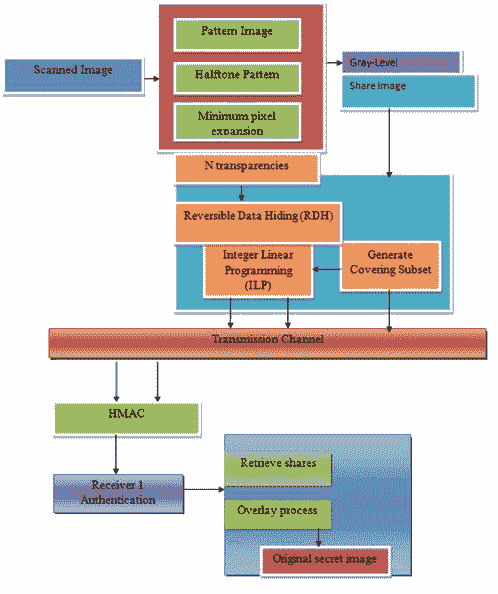 Pattern Image
Scanned Image
Halftone Pattern
Gray-Level
Share Image
Minimum pixel
expansion
N transparencies
Reversible Data Hiding (RDH)
Integer Linear
Programming
(ILP)
Generate
Covering Subset
Transmission Channel
HMAC
Receiver 1
Authentication
Retrieve shares
Overlay process
Original secret image